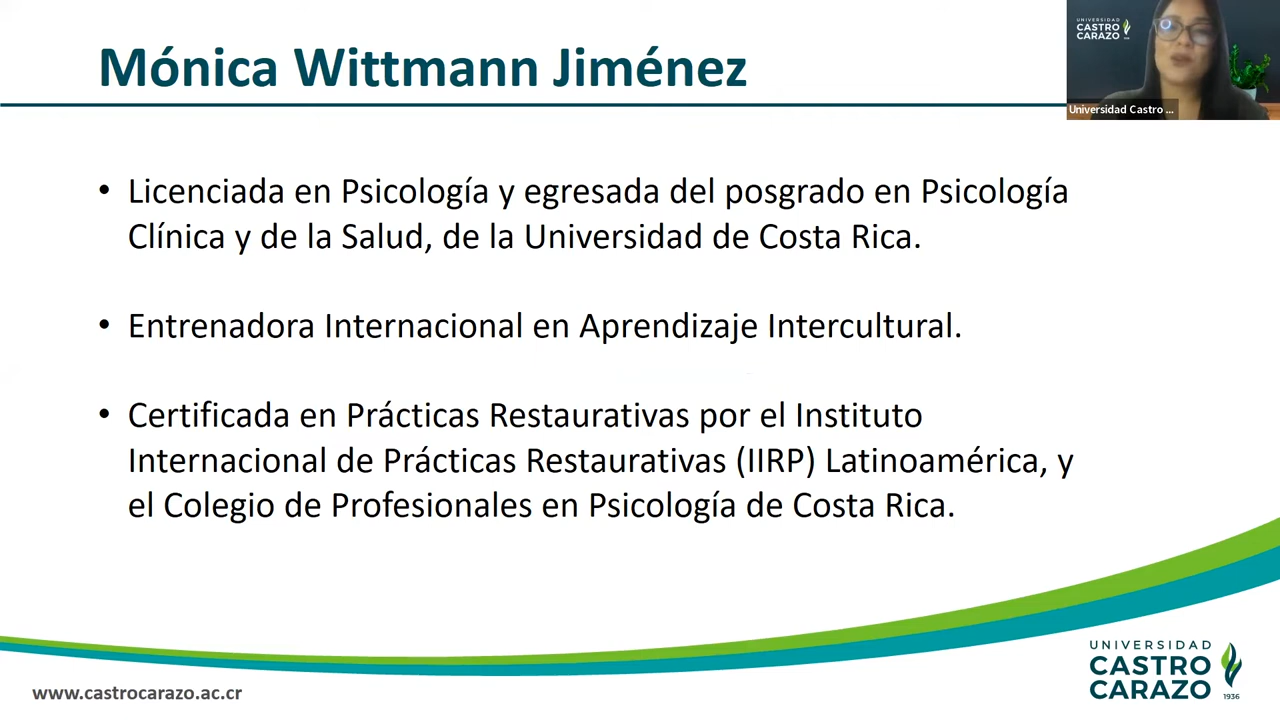 Mónica Wittmann Jiménez
UNIVERSIDAD
CASTRO
CARAZO
Universidad Castro ...
• Licenciada en Psicología y egresada del posgrado en Psicología
Clínica y de la Salud, de la Universidad de Costa Rica.
• Entrenadora Internacional en Aprendizaje Intercultural.
• Certificada en Prácticas Restaurativas por el Instituto
Internacional de Prácticas Restaurativas (IIRP) Latinoamérica, y
el Colegio de Profesionales en Psicología de Costa Rica.
www.castrocarazo.ac.cr
UNIVERSIDAD
CASTRO
CARAZO
1936